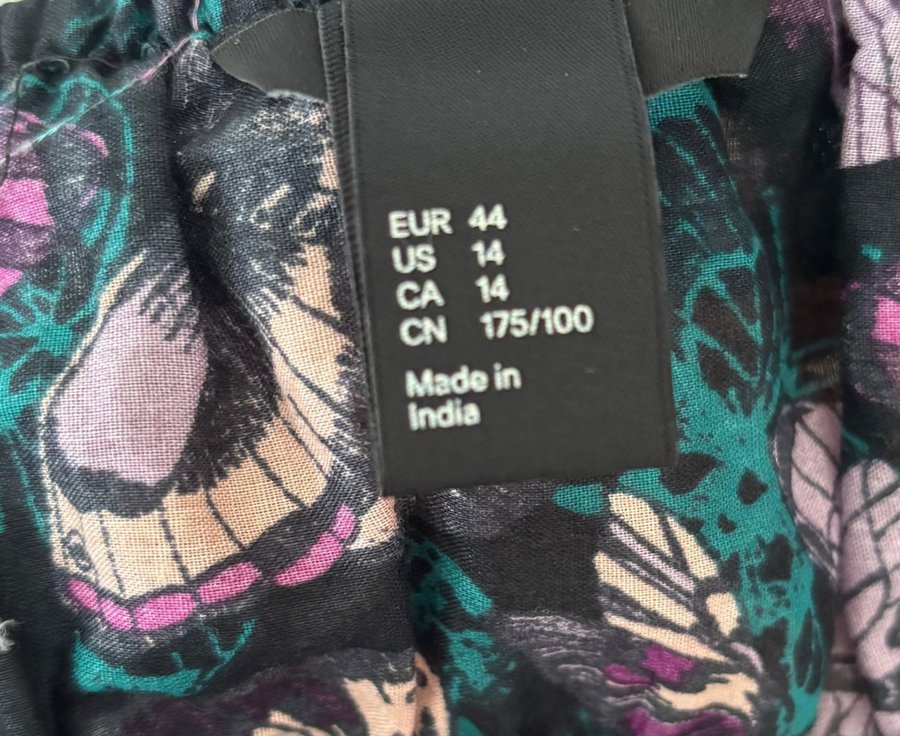 EUR 44
US 14
CA 14
CN 175/100
Made in
India